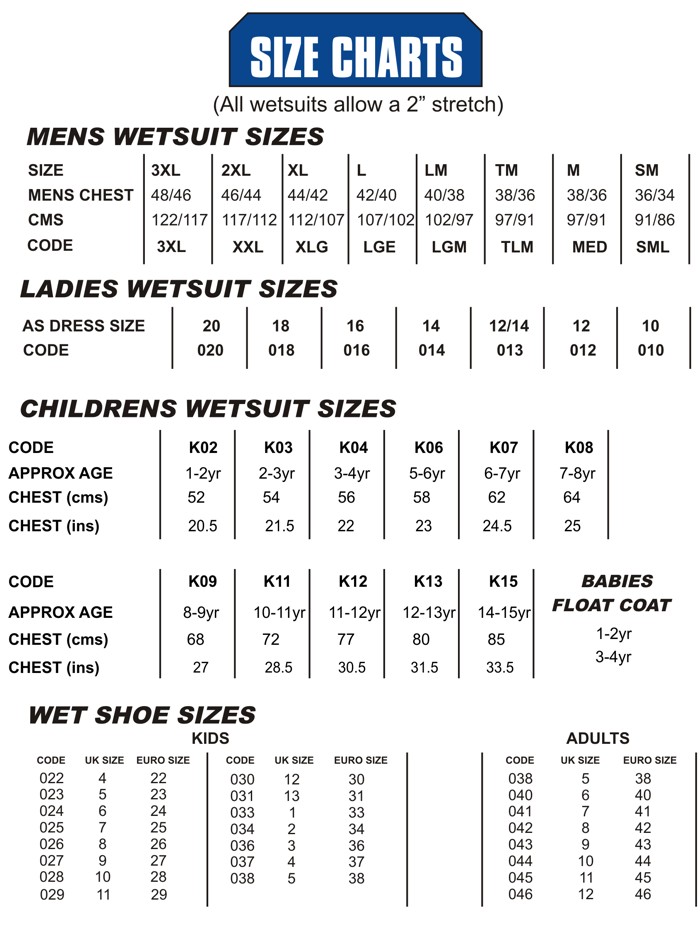 SIZE CHARTS
(All wetsuits allow a 2” stretch)
MENS WETSUIT SIZES
SIZE 3XL 2XL XL L LM TM M SM
MENS CHEST 48/46 46/44 44/42 42/40 40/38 38/36 38/36 36/34
CMS 122/117 117/112 112/107 107/102 102/97 97/91 97/91 91/86
CODE 3XL XXL XLG LGE LGM TLM MED SML
LADIES WETSUIT SIZES
AS DRESS SIZE 20 18 16 14 12/14 12 10
CODE 020 018 016 014 013 012 010
CHILDRENS WETSUIT SIZES
CODE K02 K03 K04 K06 K07 K08
APPROX AGE 1-2yr 2-3yr 3-4yr 5-6yr 6-7yr 7-8yr
CHEST (cms) 52 54 56 58 62 64
CHEST (ins) 20.5 21.5 22 23 24.5 25
CODE K09 K11 K12 K13 K15
APPROX AGE 8-9yr 10-11yr 11-12yr 12-13yr 14-15yr
CHEST (cms) 68 72 77 80 85
CHEST (ins) 27 28.5 30.5 31.5 33.5
BABIES
FLOAT COAT
1-2yr
3-4yr
WET SHOE SIZES
KIDS
CODE UK SIZE EURO SIZE CODE UK SIZE EURO SIZE
022 4 22 030 12 30
023 5 23 031 13 31
024 6 24 033 1 33
025 7 25 034 2 34
026 8 26 036 3 36
027 9 27 037 4 37
028 10 28 038 5 38
029 11 29
ADULTS
CODE UK SIZE EURO SIZE
038 5 38
040 6 40
041 7 41
042 8 42
043 9 43
044 10 44
045 11 45
046 12 46